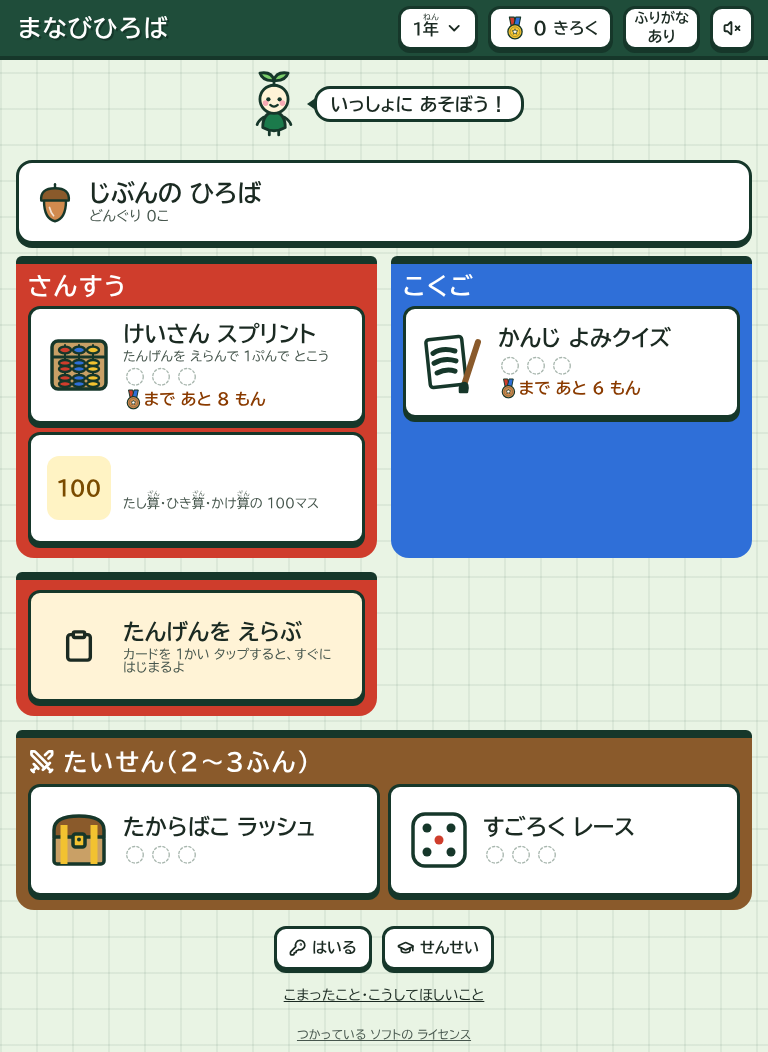 まなびひろば
1年
ねん
0 きろく
ふりがな
あり
いっしょに あそぼう！
じぶんの ひろば
どんぐり 0こ
さんすう
けいさん スプリント
たんげんを えらんで 1ぷんで とこう
まで あと 8 もん
100
たし算・ひき算・かけ算の 100マス
ざん ざん ざん
こくご
かんじ よみクイズ
まで あと 6 もん
たんげんを えらぶ
カードを 1かい タップすると、すぐに
はじまるよ
たいせん（2〜3ふん）
たからばこ ラッシュ
すごろく レース
はいる
せんせい
こまったこと・こうしてほしいこと
つかっている ソフトの ライセンス